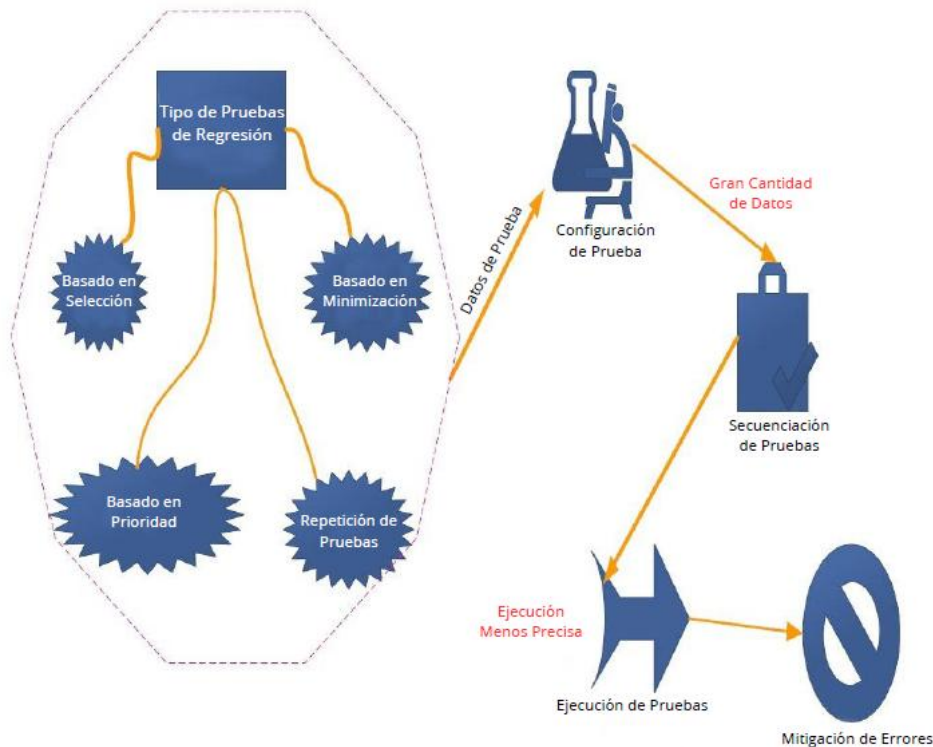 Tipo de Pruebas
de Regresión
Basado en
Selección
Basado en
Minimización
Basado en
Prioridad
Repetición de
Pruebas
Datos de Prueba
Configuración
de Prueba
Gran Cantidad
de Datos
Secuenciación
de Pruebas
Ejecución
Menos Precisa
Ejecución de Pruebas
Mitigación de Errores